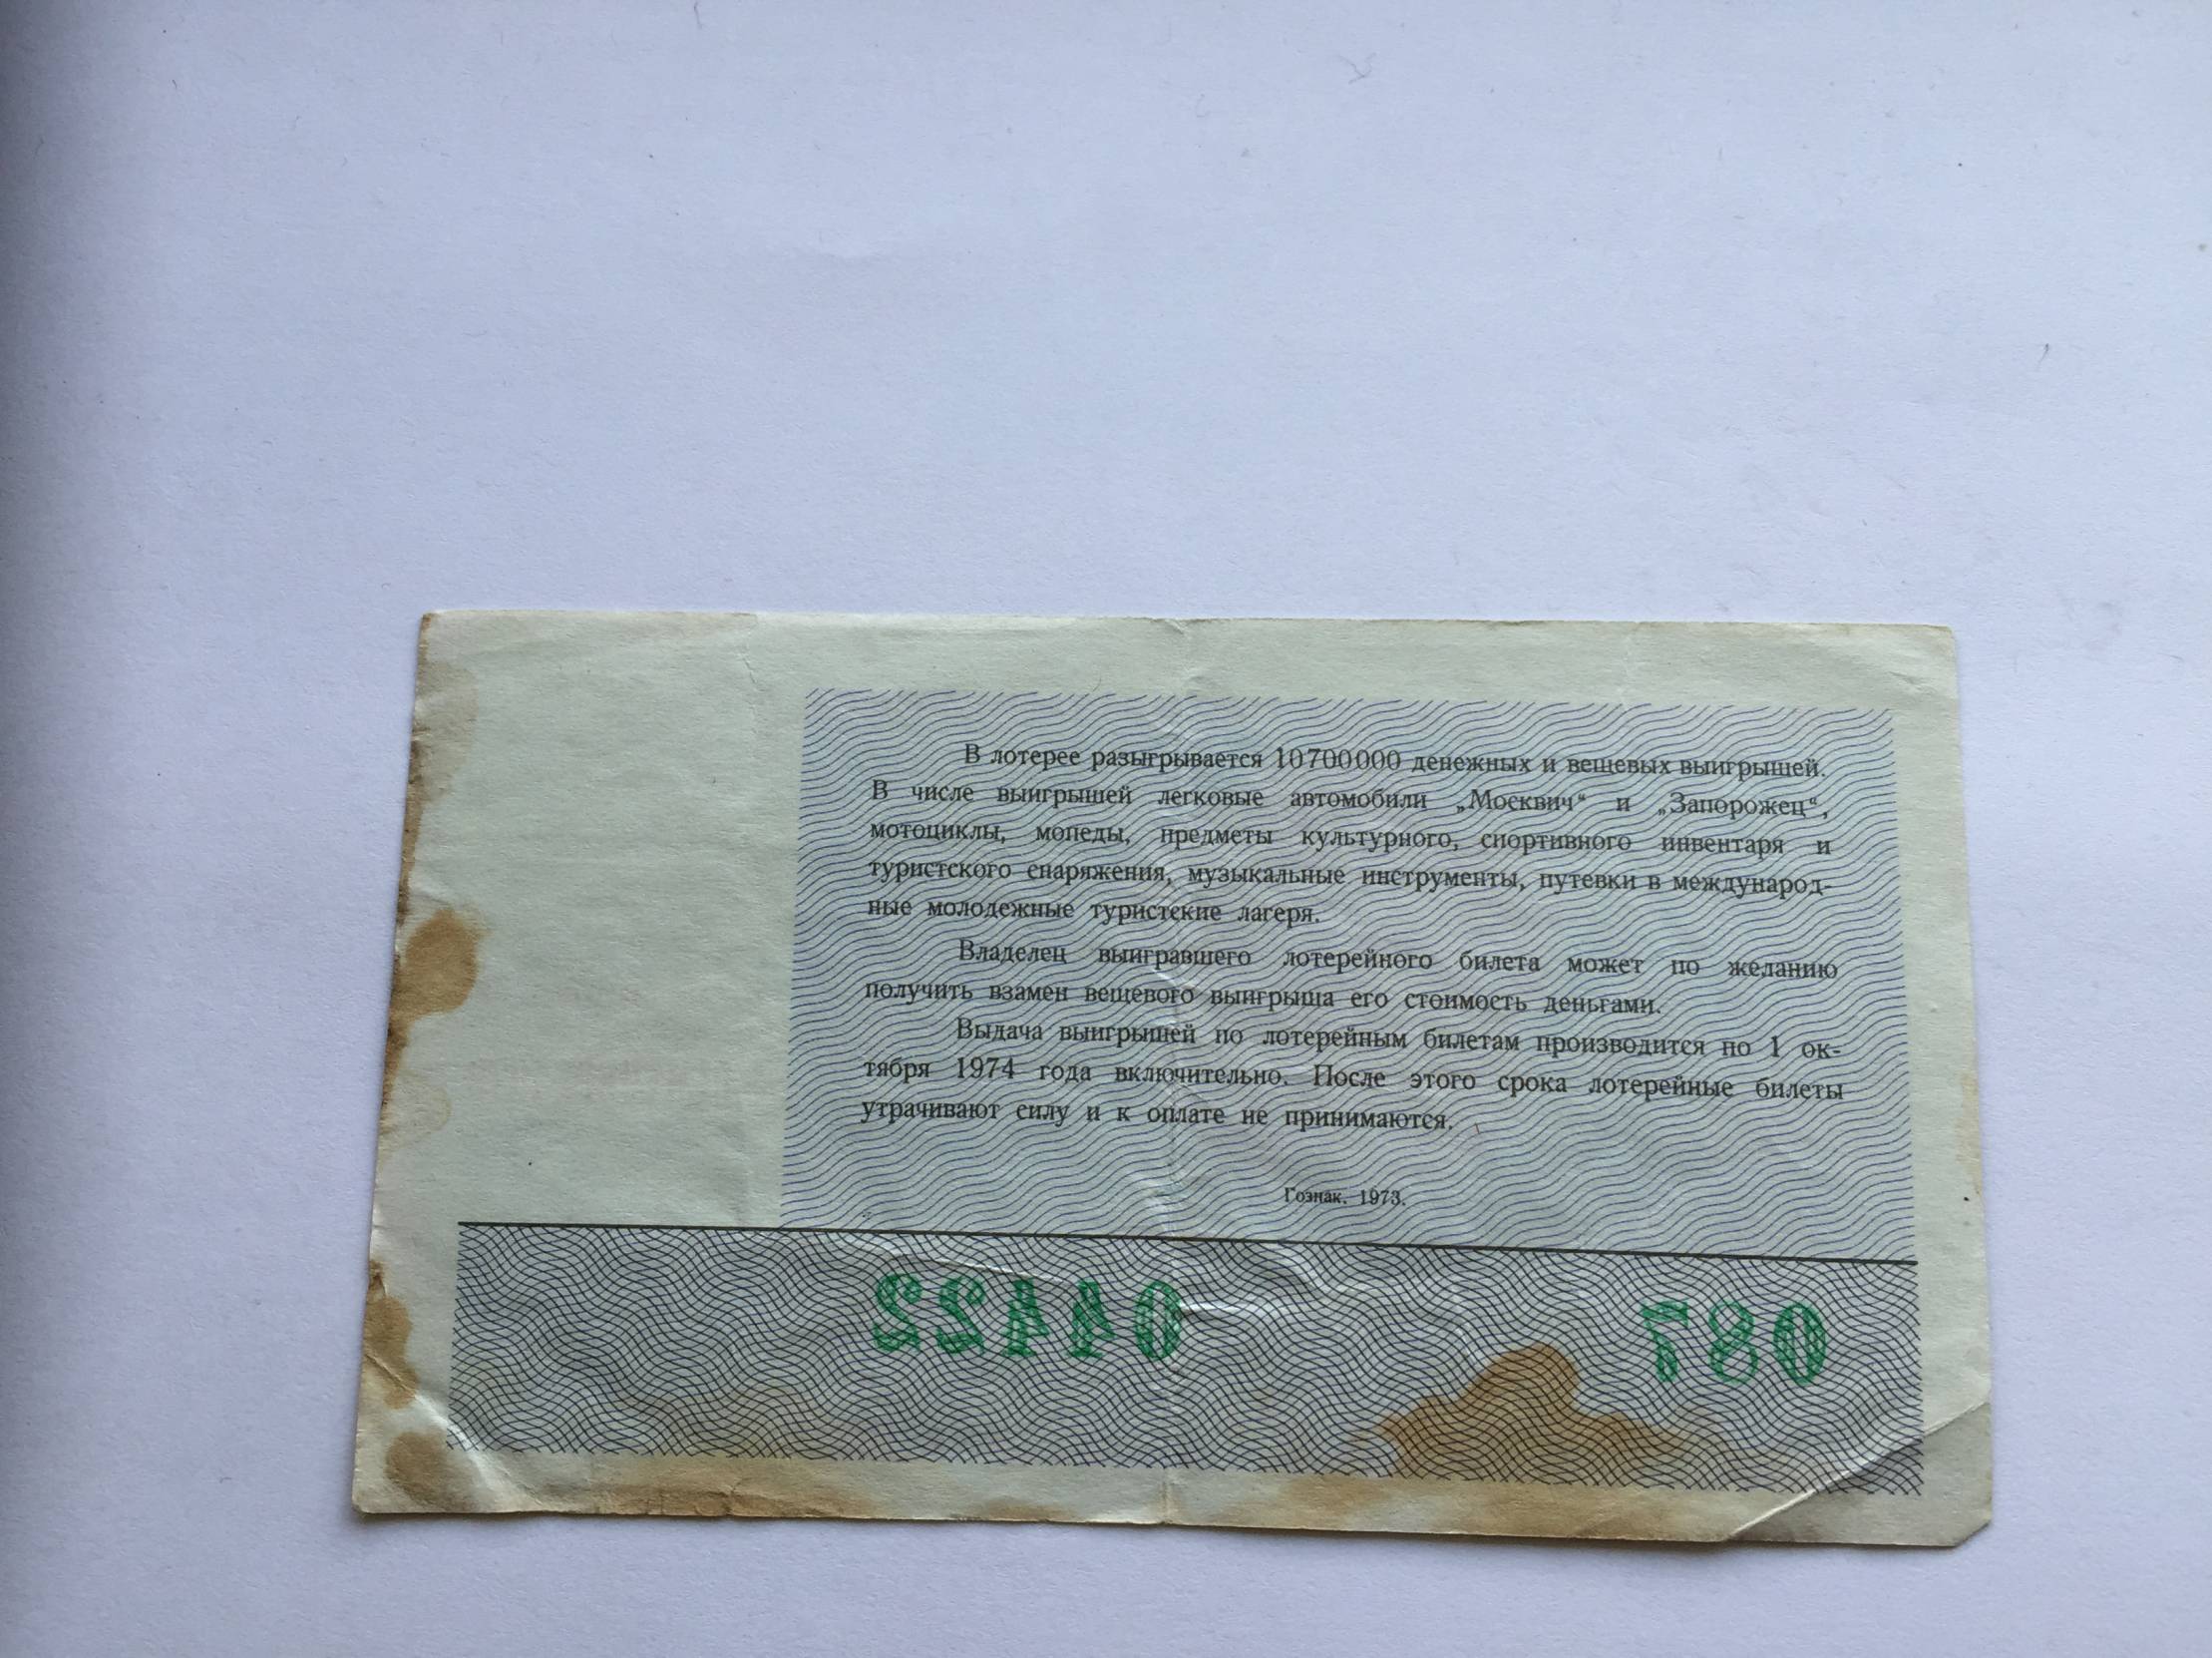 В лотерее разыгрывается 10700000 денежных и вещевых выигрышей.
В числе выигрышей легковые автомобили „Москвич“ и „Запорожец“,
мотоциклы, мопеды, предметы культурного, спортивного инвентаря и
туристского снаряжения, музыкальные инструменты, путевки в международ-
ные молодежные туристские лагеря.
Владелец выигравшего лотерейного билета может по желанию
получить взамен вещевого выигрыша его стоимость деньгами.
Выдача выигрышей по лотерейным билетам производится по 1 ок-
тября 1974 года включительно. После этого срока лотерейные билеты
утрачивают силу и к оплате не принимаются.
Гознак. 1973.
04422 087